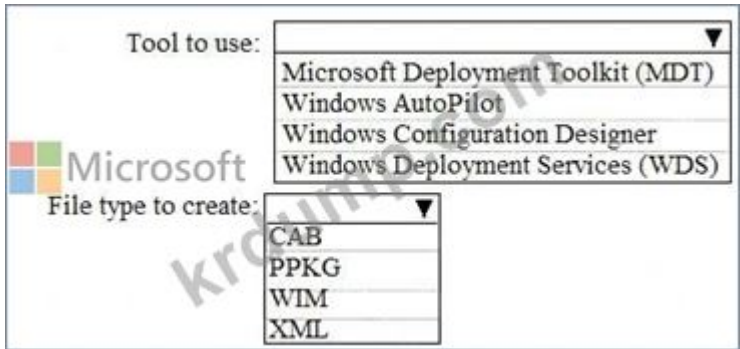 Tool to use:
Microsoft Deployment Toolkit (MDT)
Windows AutoPilot
Windows Configuration Designer
Windows Deployment Services (WDS)
Microsoft
File type to create:
CAB
PPKG
WIM
XML
krdump.com